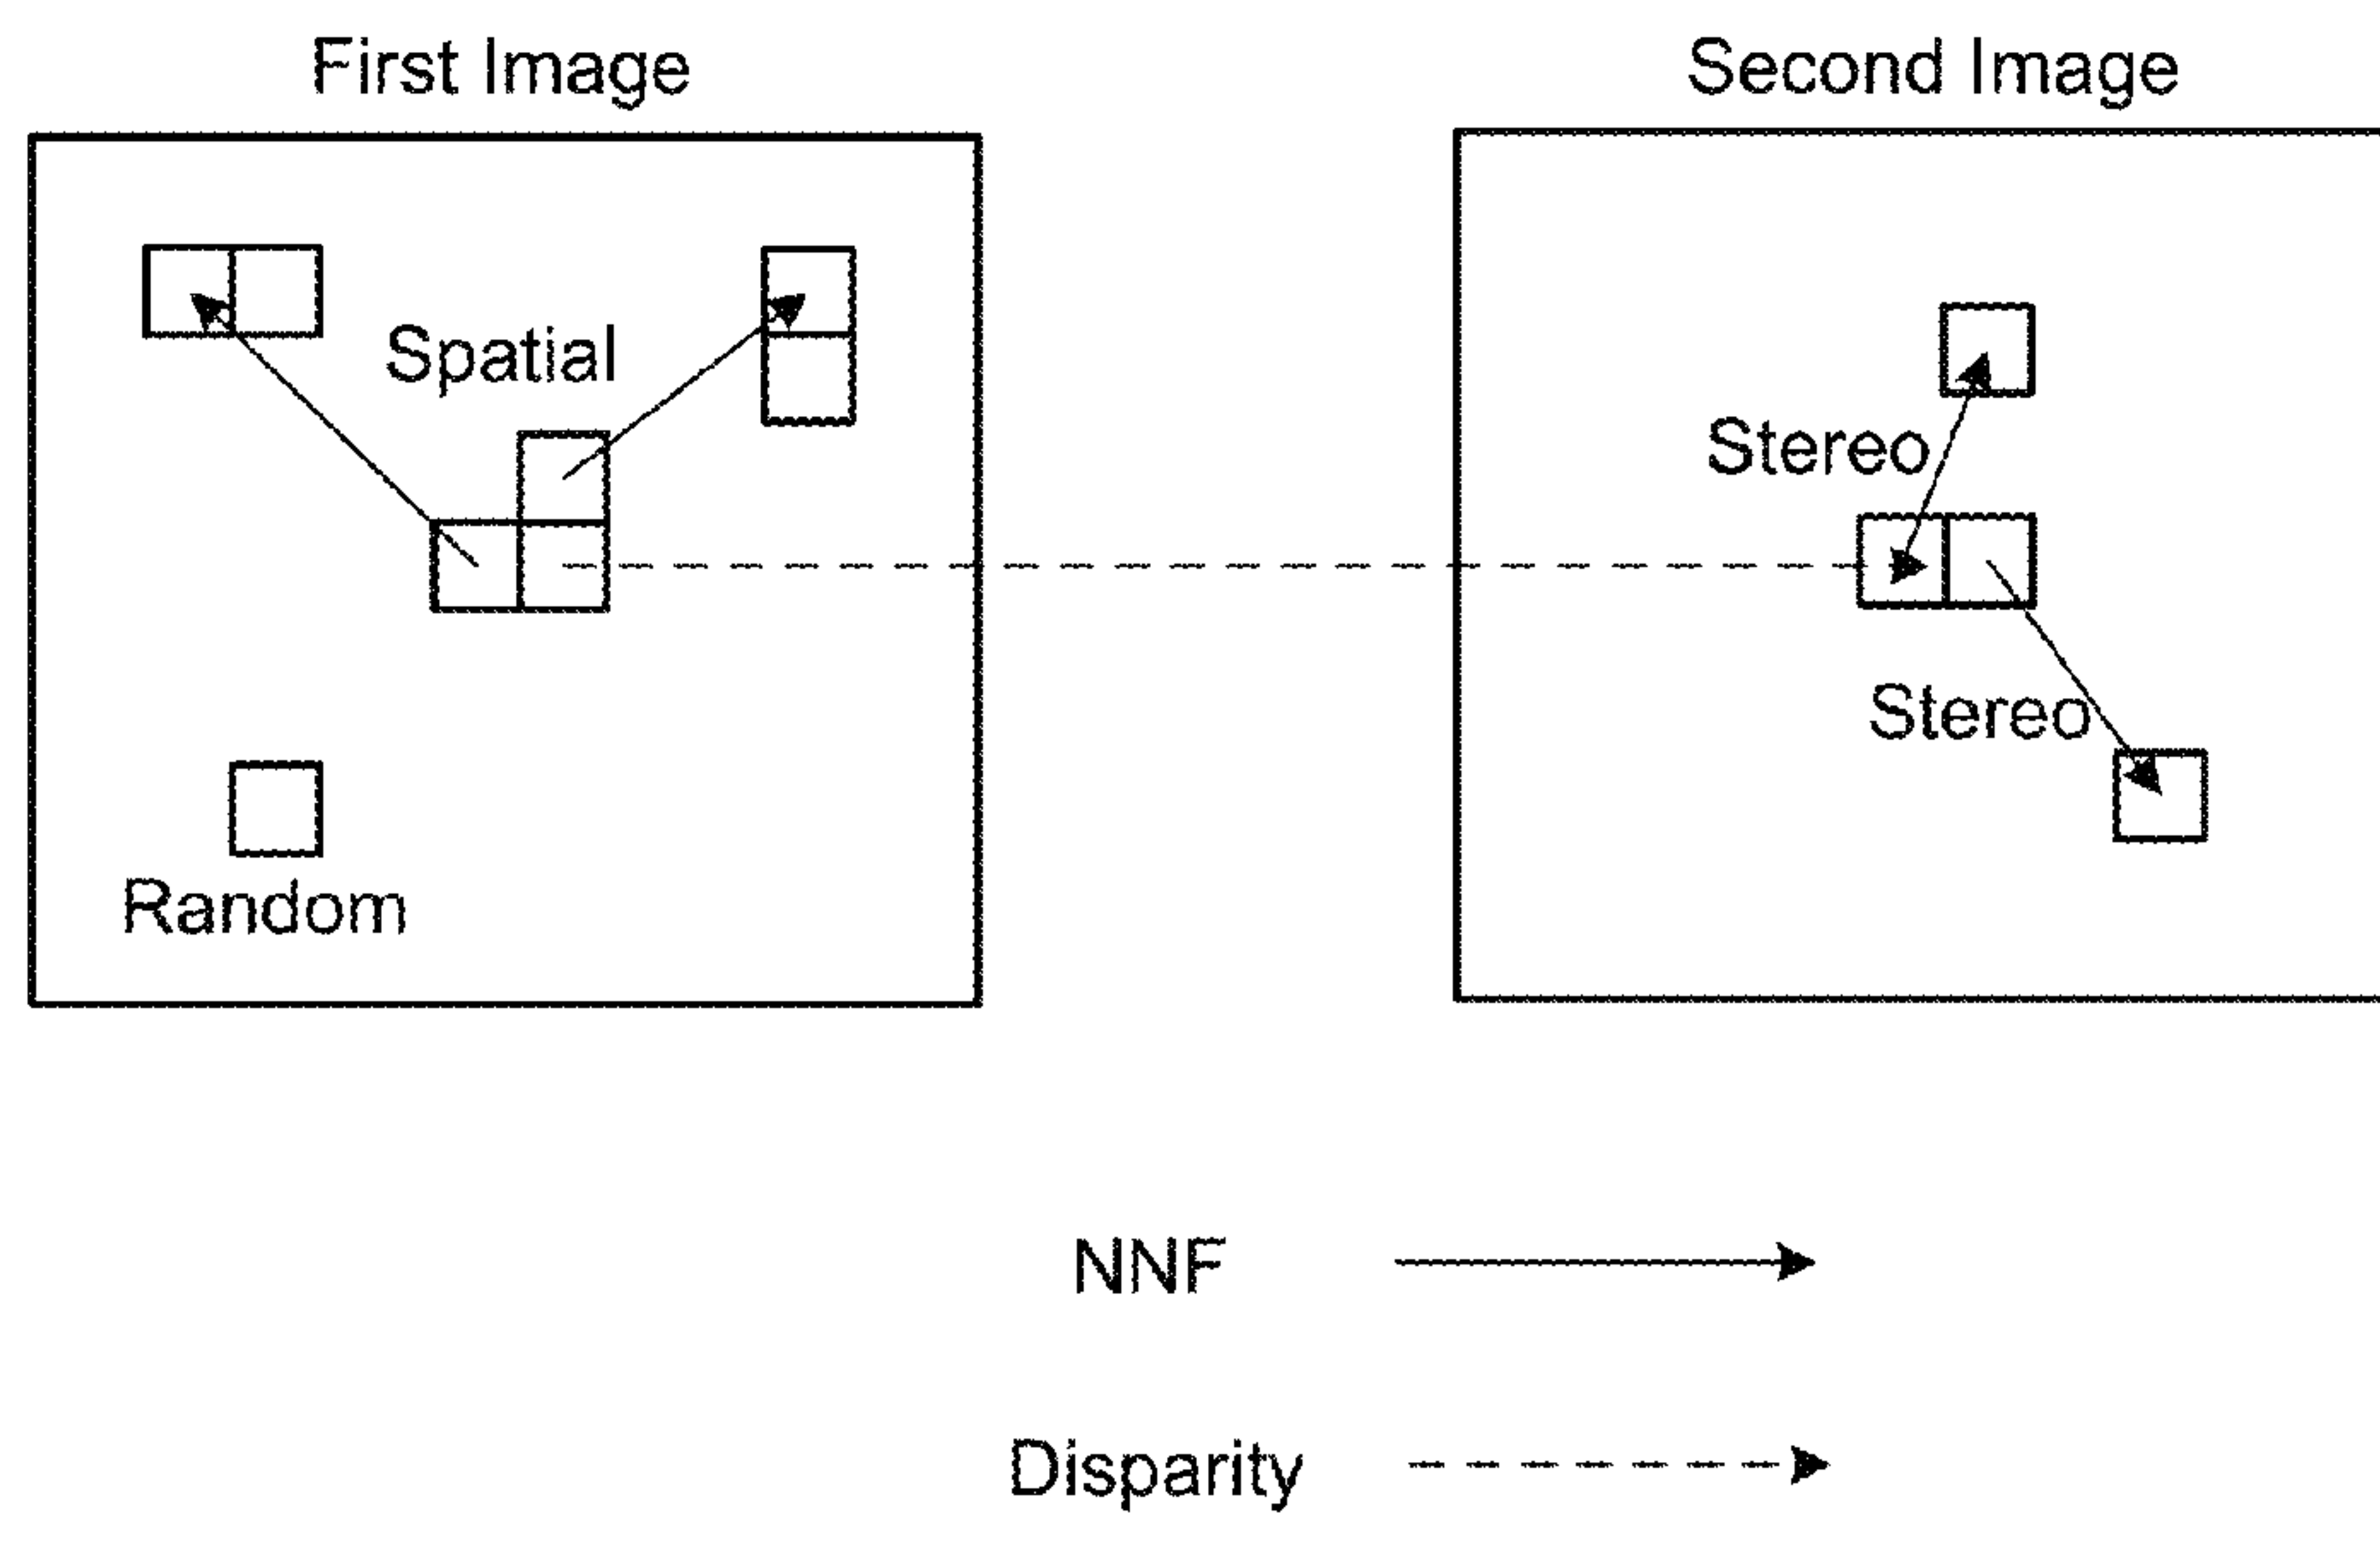 First Image
Second Image
Spatial
Stereo
Stereo
Random
NNF
Disparity